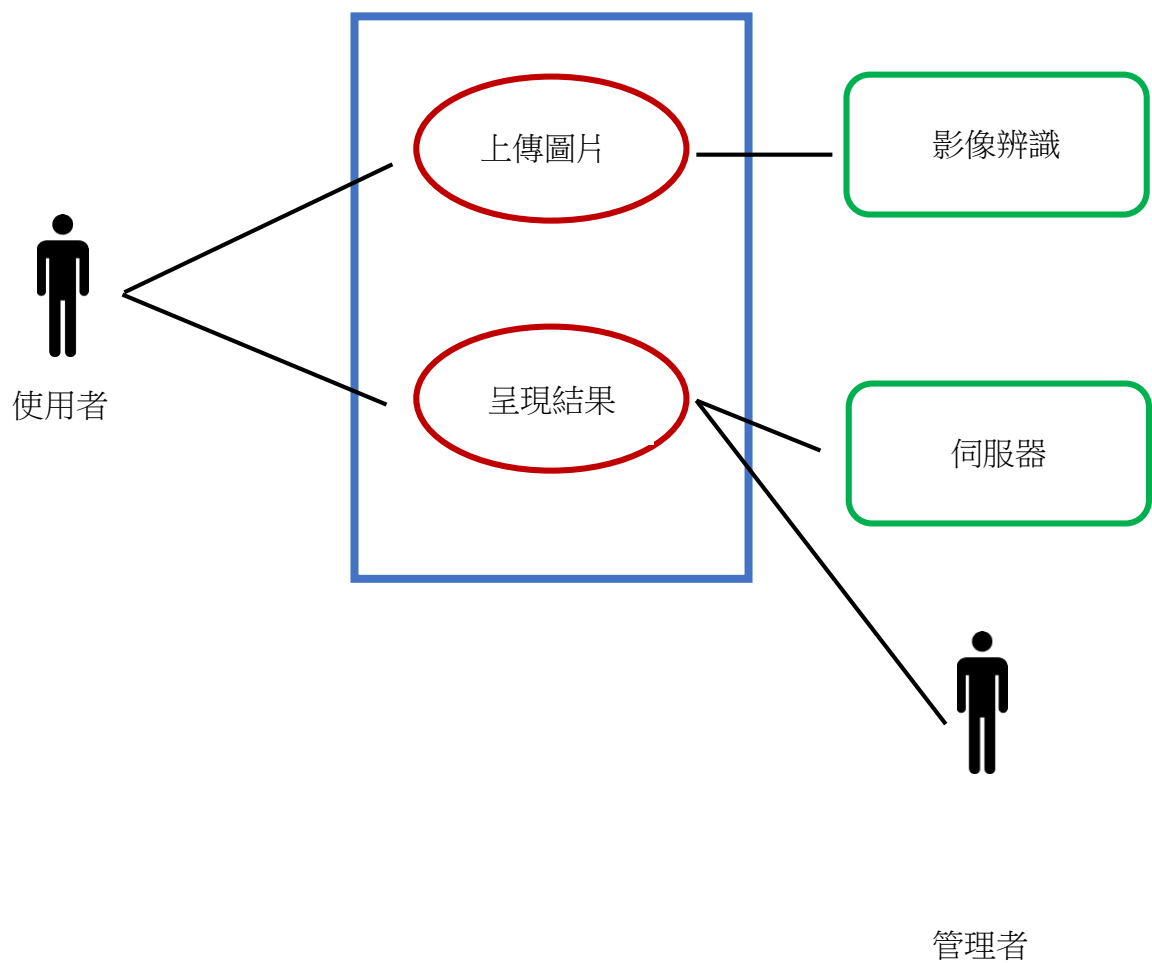 上傳圖片
影像辨識
使用者
呈現結果
伺服器
管理者